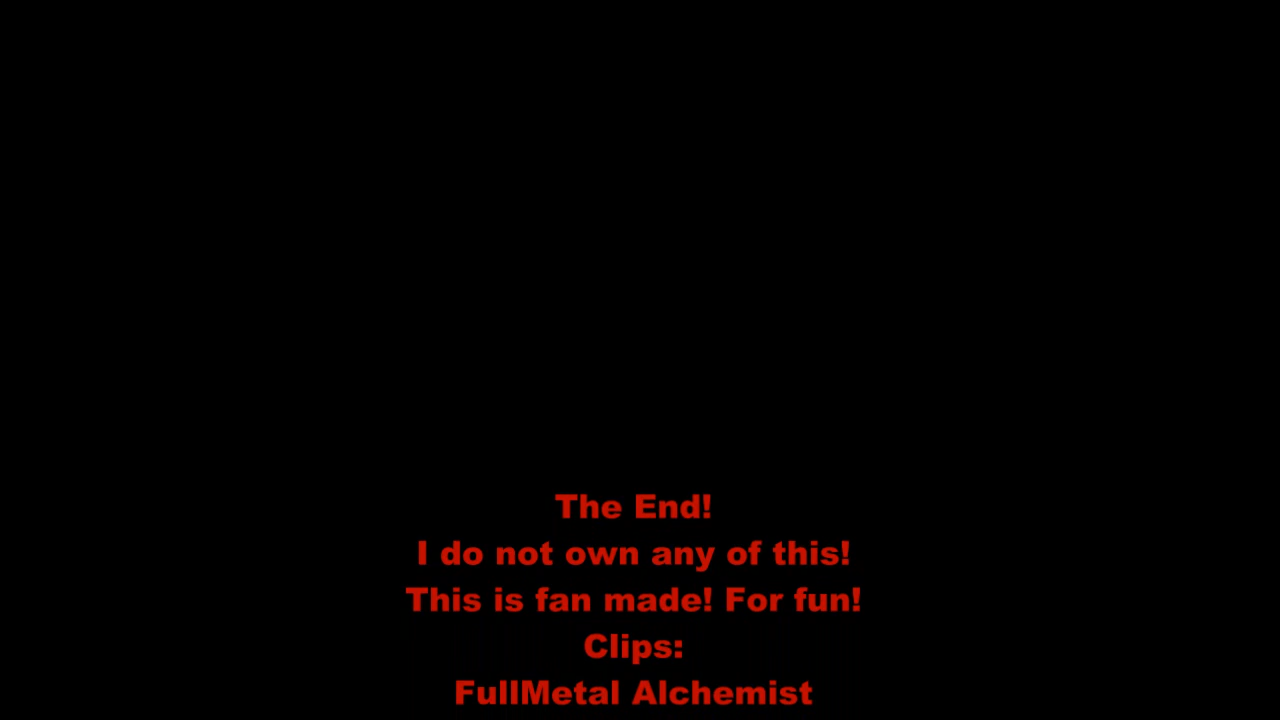 The End!
I do not own any of this!
This is fan made! For fun!
Clips:
FullMetal Alchemist